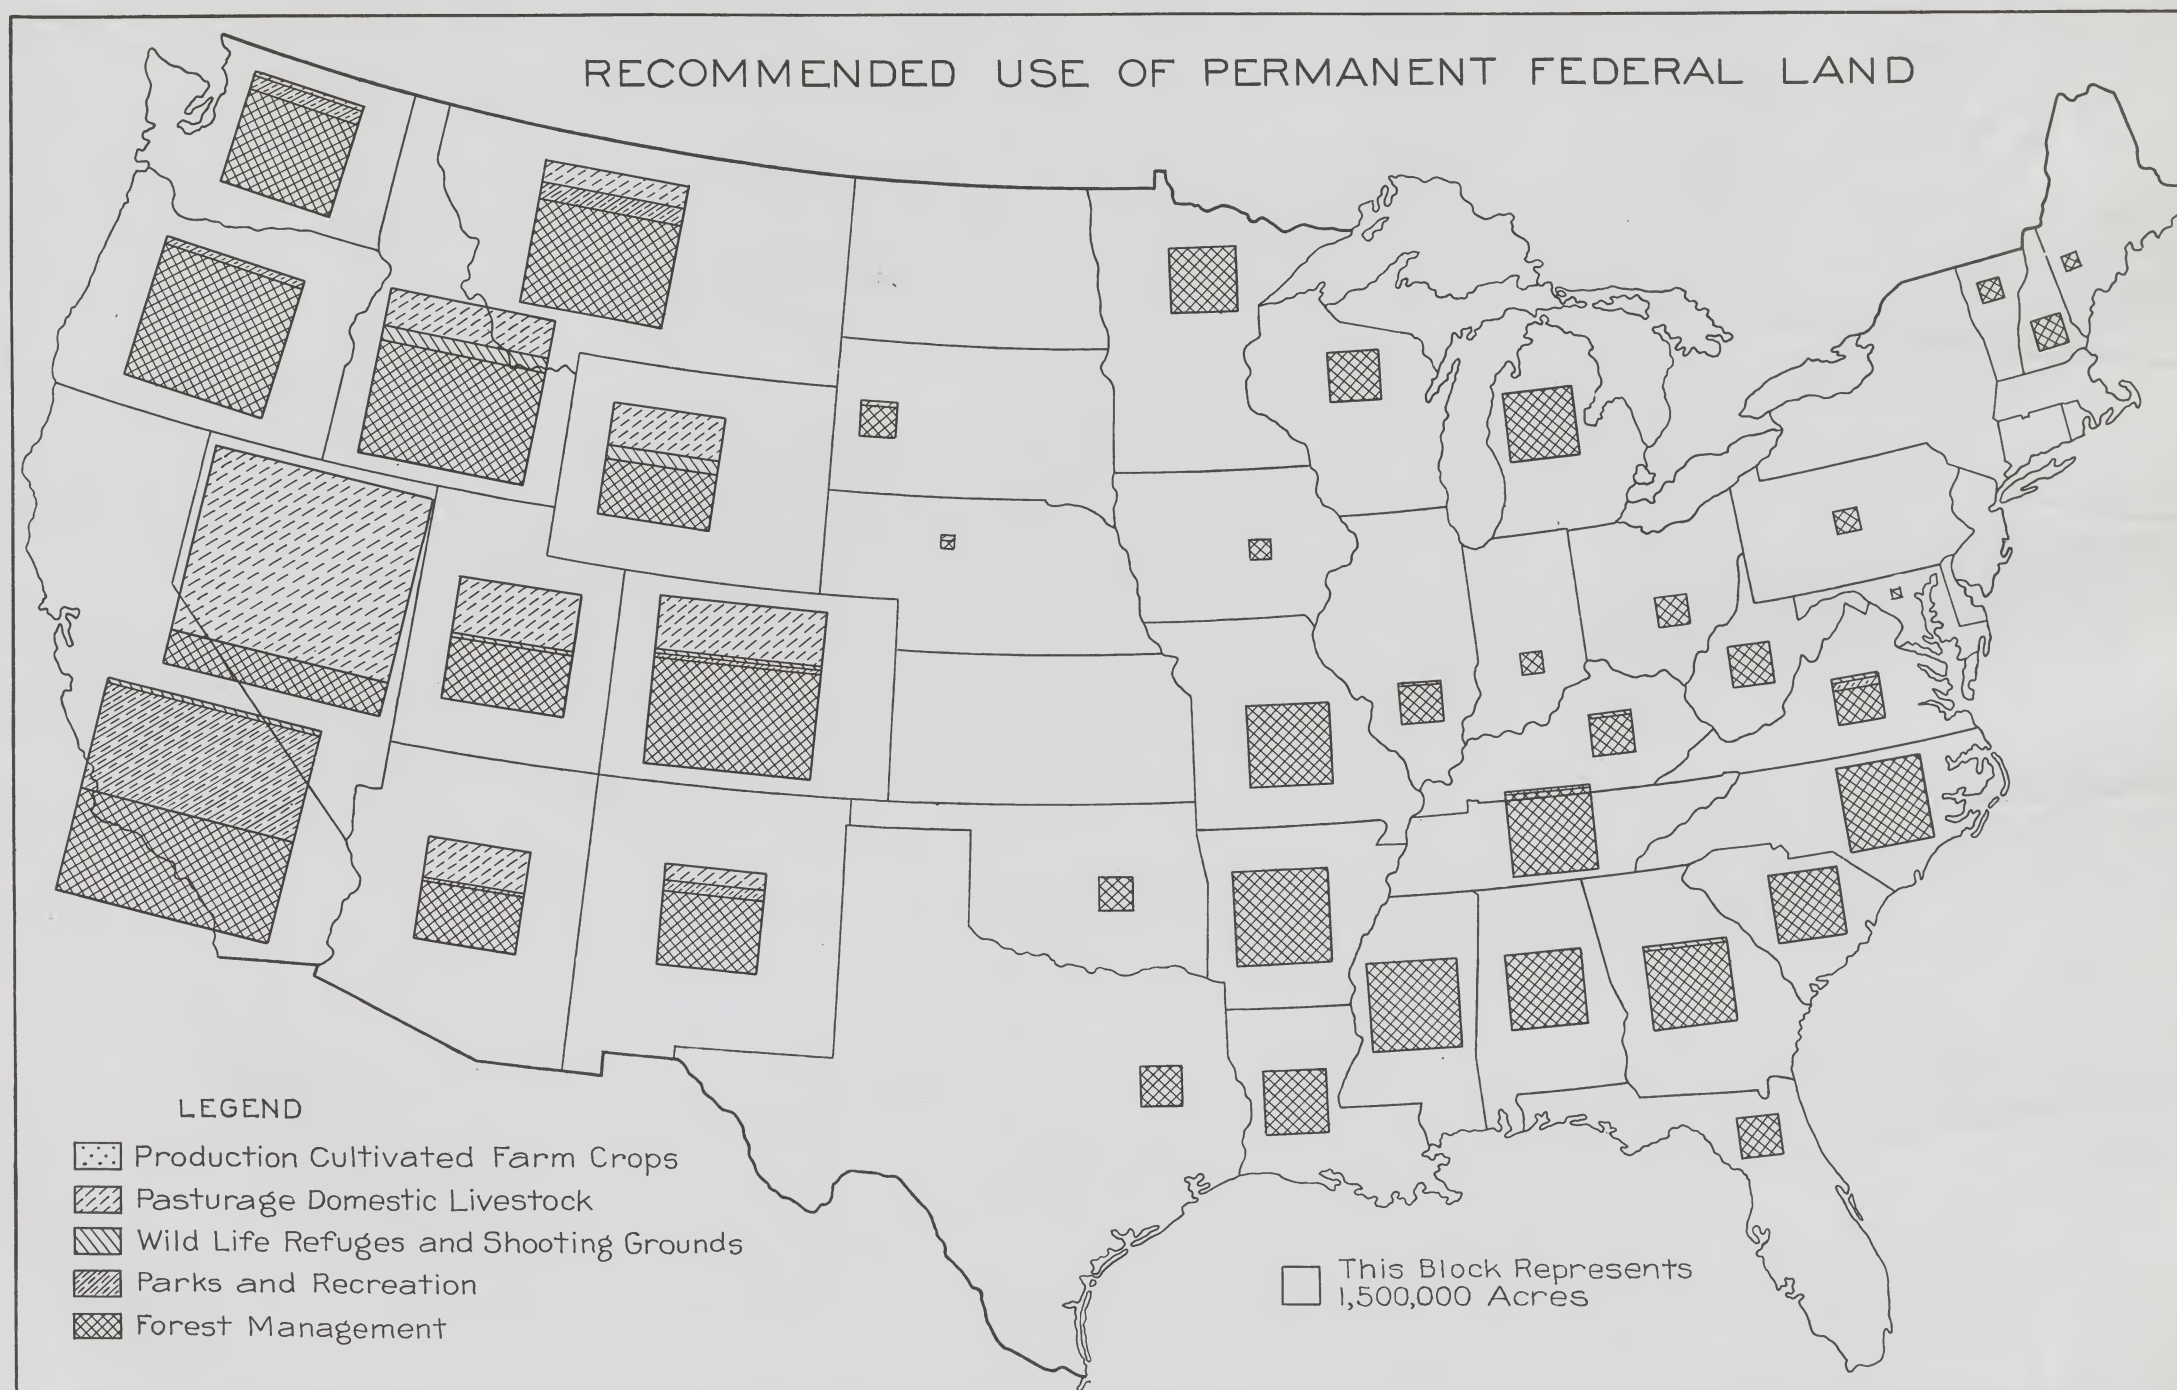 RECOMMENDED USE OF PERMANENT FEDERAL LAND
LEGEND
Production Cultivated Farm Crops
Pasturage Domestic Livestock
Wild Life Refuges and Shooting Grounds
Parks and Recreation
Forest Management
This Block Represents
1,500,000 Acres